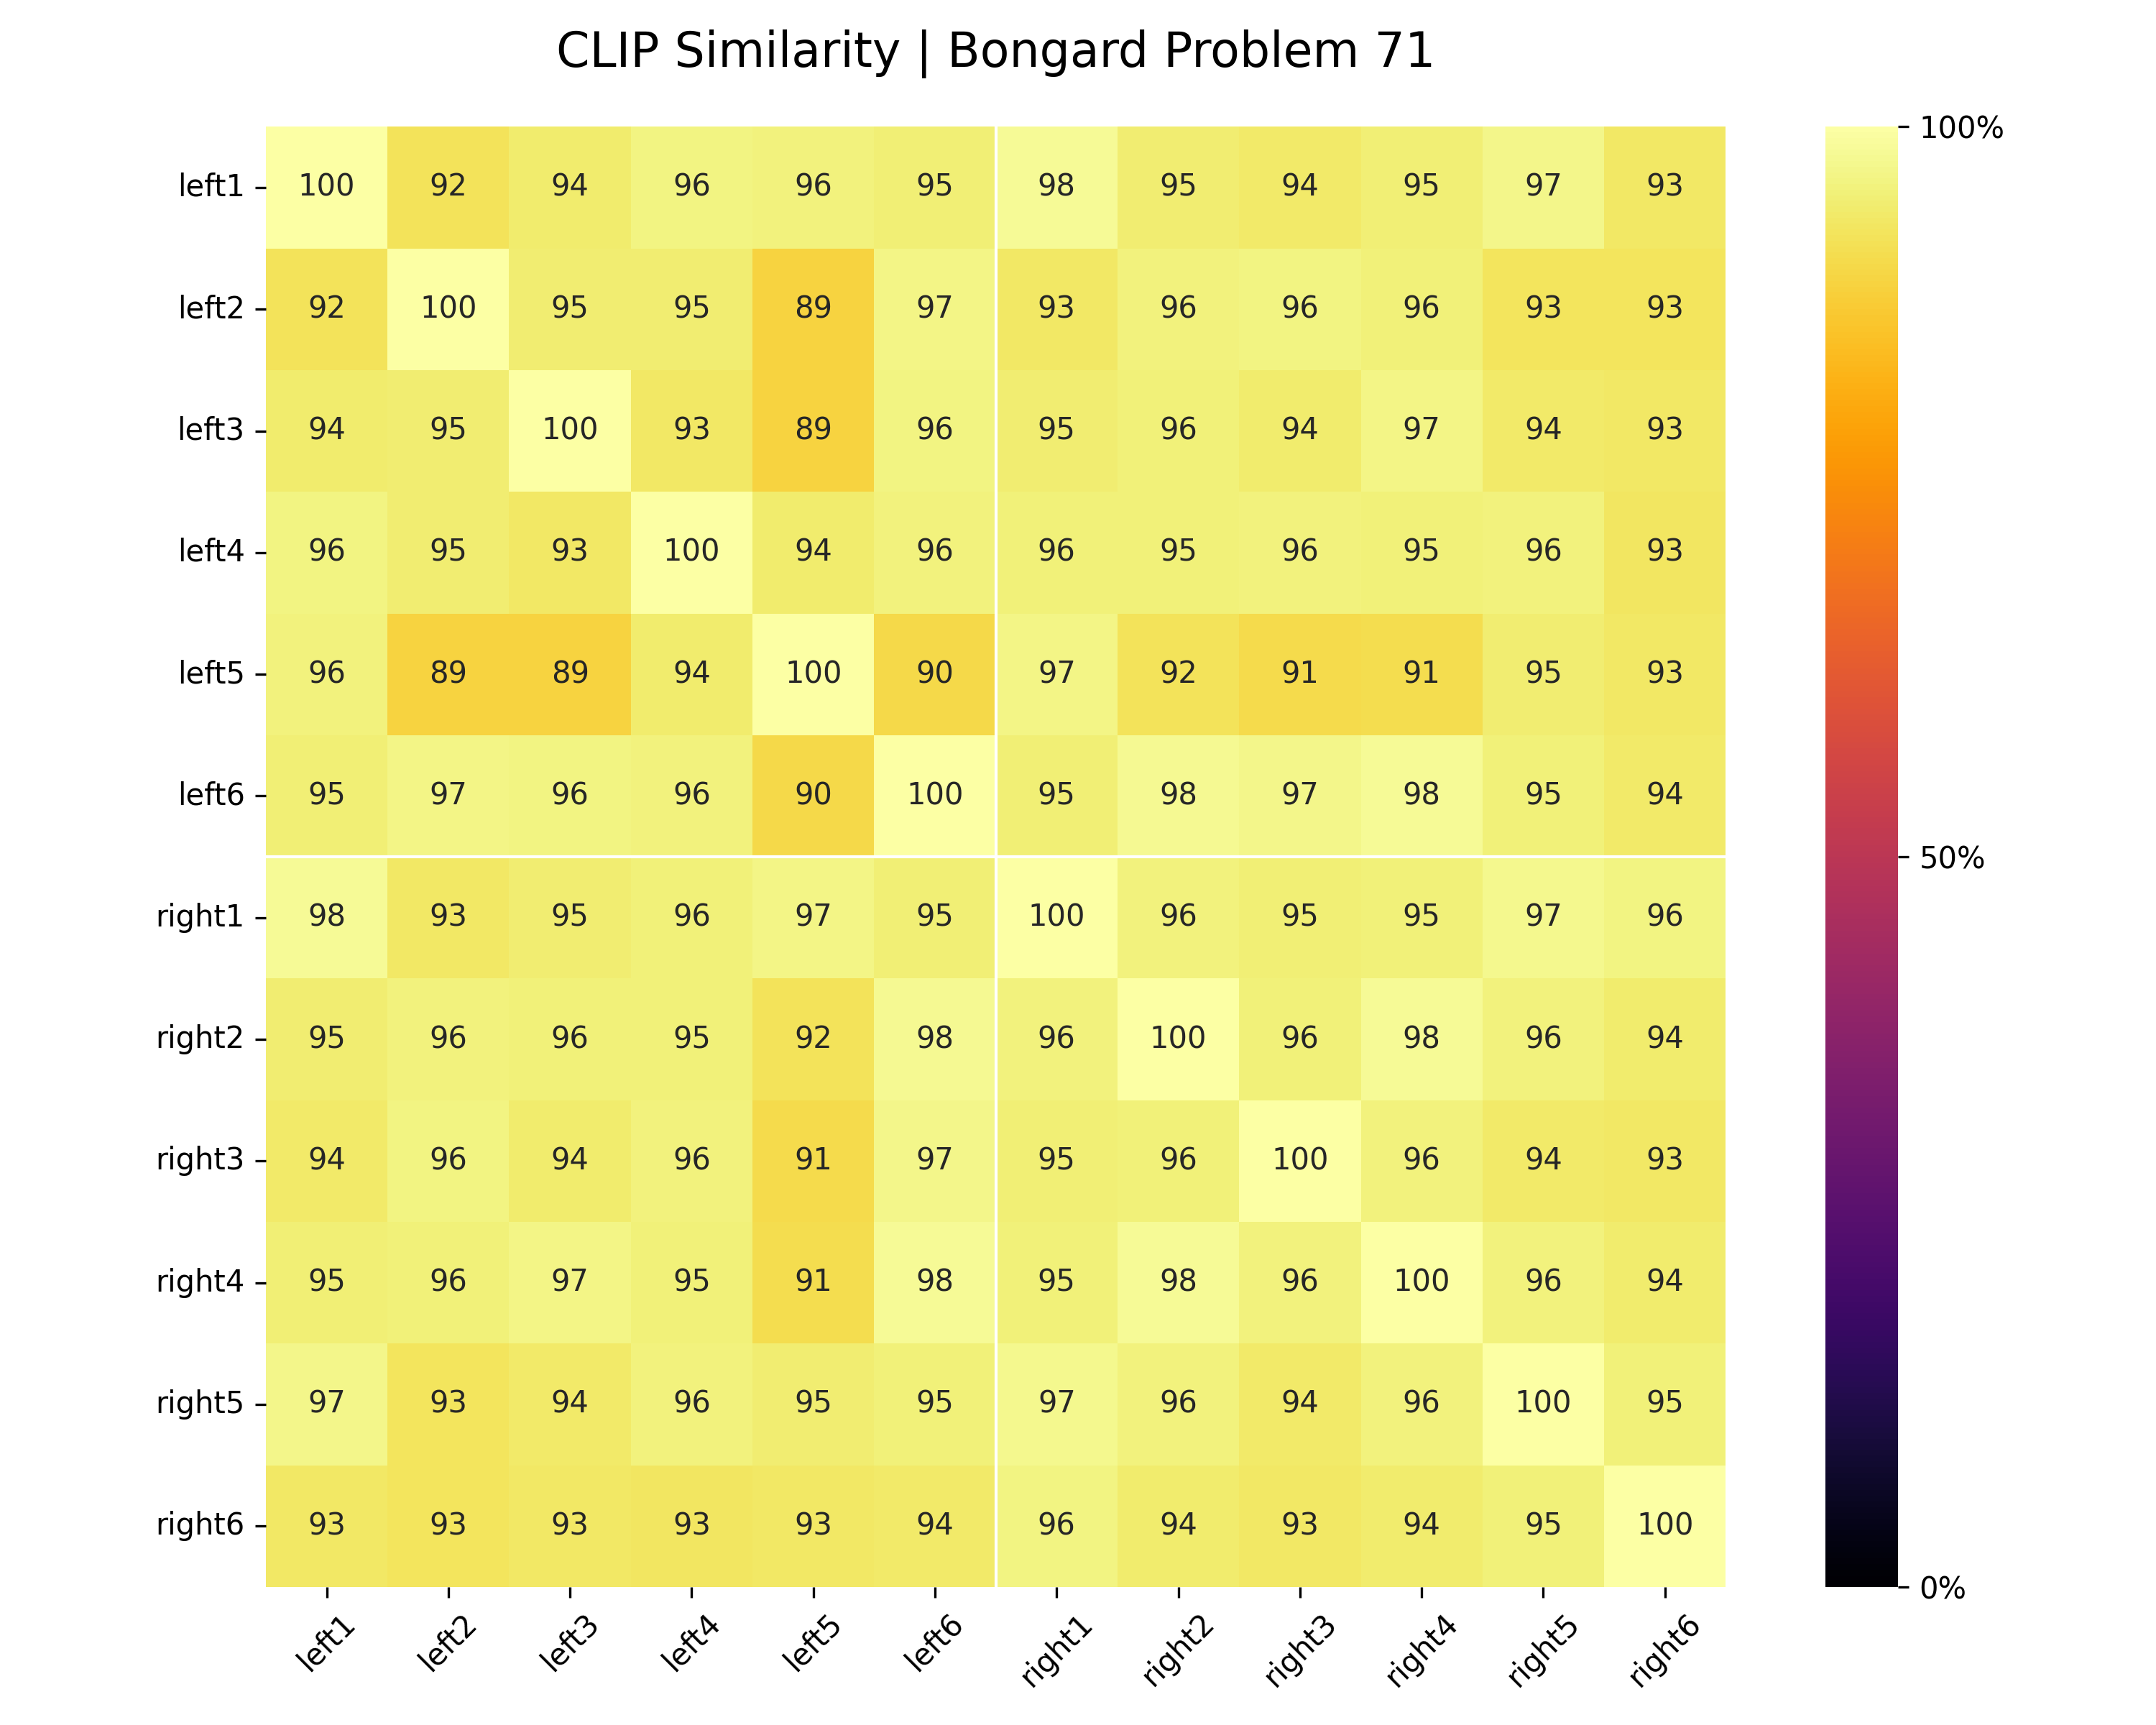 CLIP Similarity | Bongard Problem 71
left1 100 92 94 96 96 95 98 95 94 95 97 93
left2 92 100 95 95 89 97 93 96 96 96 93 93
left3 94 95 100 93 89 96 95 96 94 97 94 93
left4 96 95 93 100 94 96 96 95 96 95 96 93
left5 96 89 89 94 100 90 97 92 91 91 95 93
left6 95 97 96 96 90 100 95 98 97 98 95 94
right1 98 93 95 96 97 95 100 96 95 95 97 96
right2 95 96 96 95 92 98 96 100 96 98 96 94
right3 94 96 94 96 91 97 95 96 100 96 94 93
right4 95 96 97 95 91 98 95 98 96 100 96 94
right5 97 93 94 96 95 95 97 96 94 96 100 95
right6 93 93 93 93 93 94 96 94 93 94 95 100
left1 left2 left3 left4 left5 left6 right1 right2 right3 right4 right5 right6
100%
50%
0%